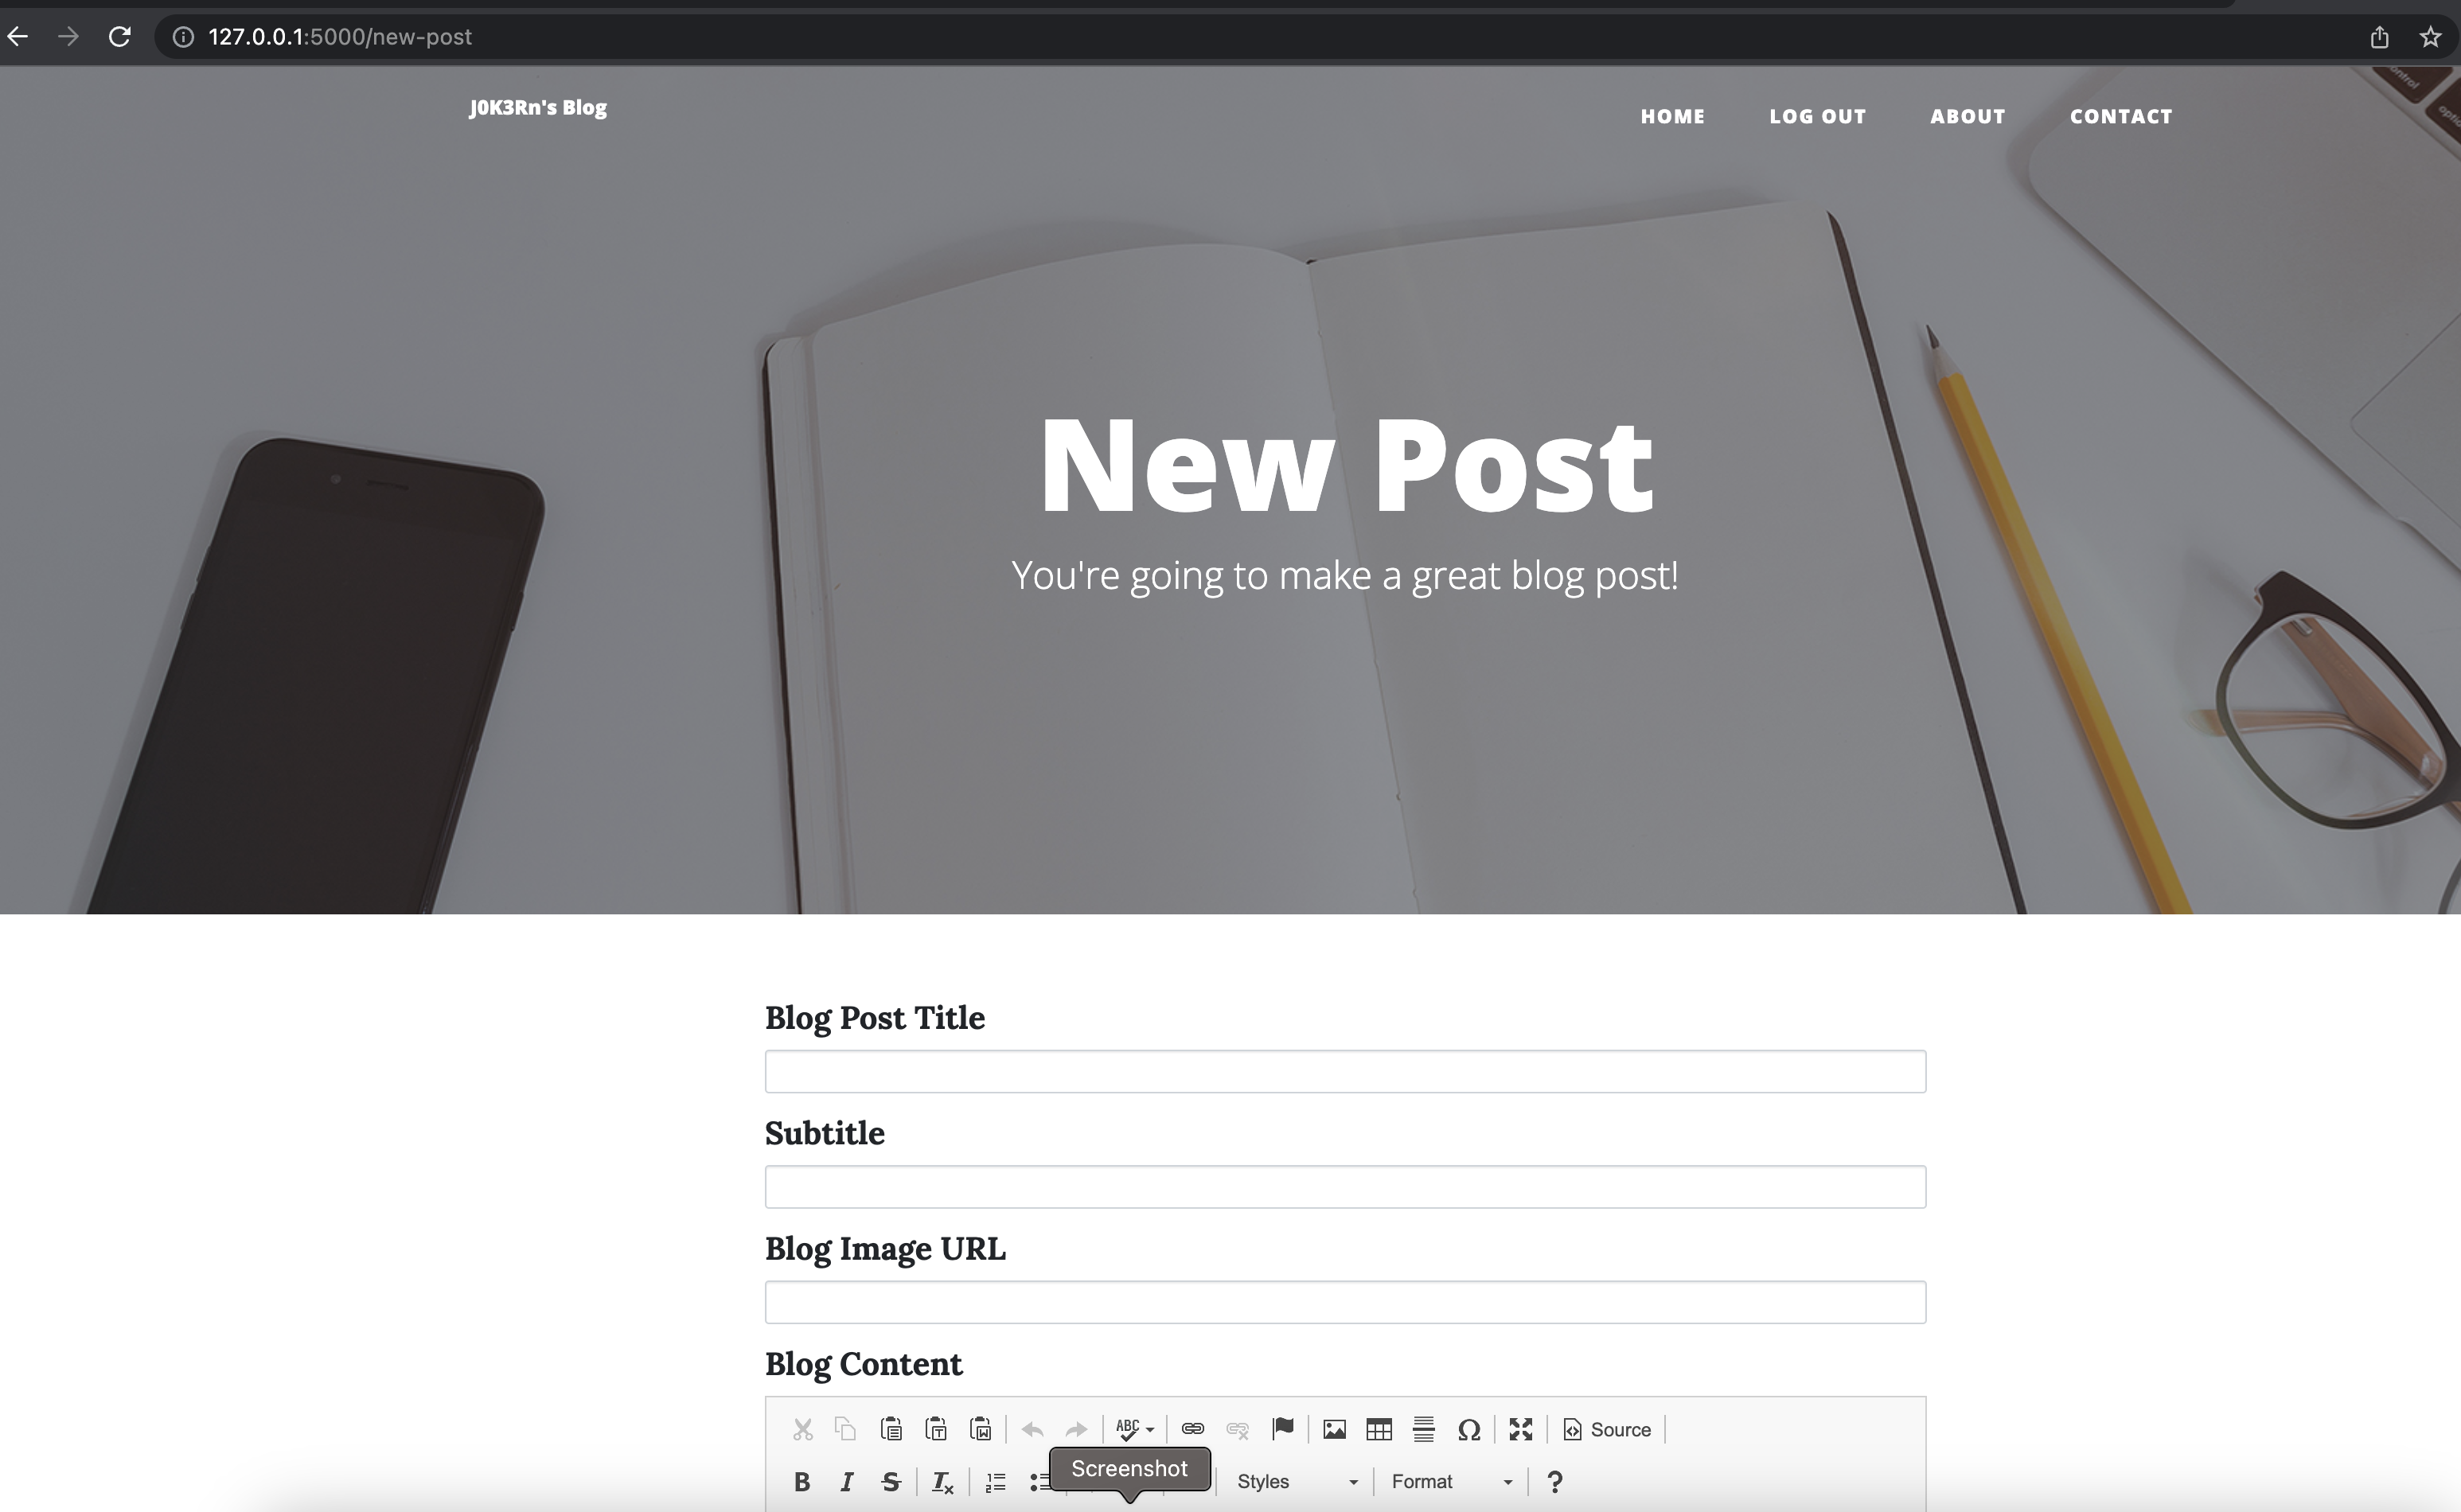 127.0.0.1:5000/new-post
J0K3Rn's Blog
HOME LOG OUT ABOUT CONTACT
New Post
You're going to make a great blog post!
Blog Post Title
Subtitle
Blog Image URL
Blog Content
ABC Source
B I S Styles Format ?
Screenshot